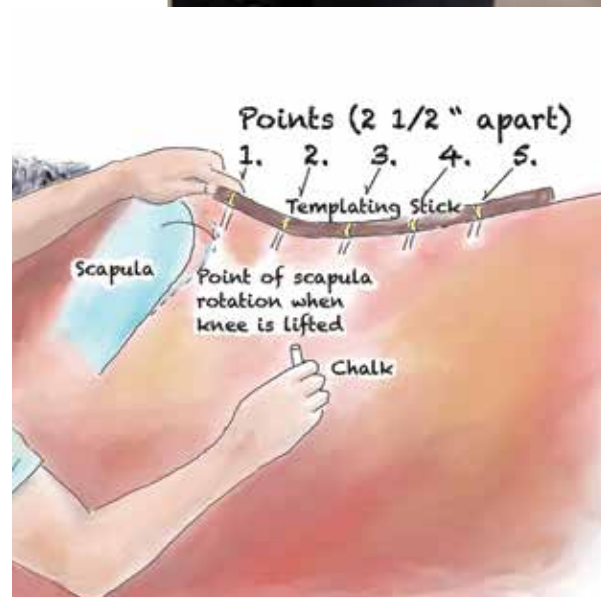 Points (2 1/2 " apart)
1. 2. 3. 4. 5.
Templating Stick
Scapula
Point of scapula
rotation when
knee is lifted
Chalk